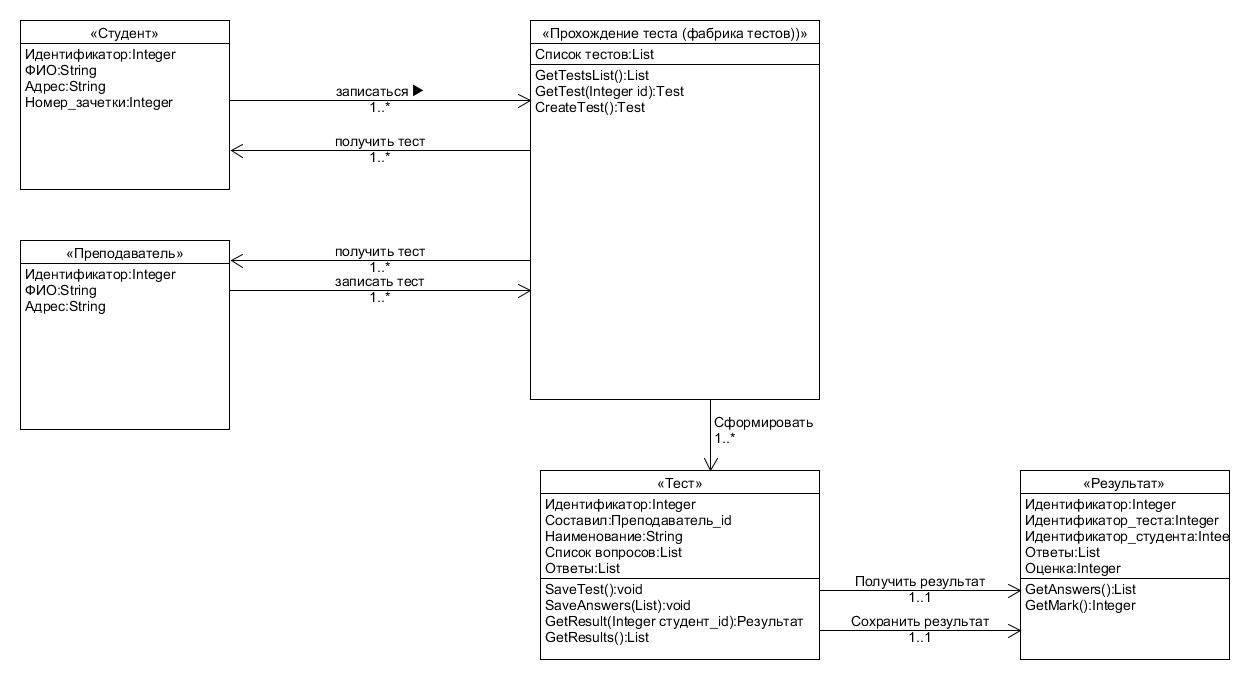 «Студент»
Идентификатор:Integer
ФИО:String
Адрес:String
Номер_зачетки:Integer
записаться ▶
1..*
получить тест
1..*
«Прохождение теста (фабрика тестов))»
Список тестов:List
GetTestsList():List
GetTest(Integer id):Test
CreateTest():Test
«Преподаватель»
Идентификатор:Integer
ФИО:String
Адрес:String
получить тест
1..*
записать тест
1..*
Сформировать
1..*
«Тест»
Идентификатор:Integer
Составил:Преподаватель_id
Наименование:String
Список вопросов:List
Ответы:List
SaveTest():void
SaveAnswers(List):void
GetResult(Integer студент_id):Результат
GetResults():List
Получить результат
1..1
Сохранить результат
1..1
«Результат»
Идентификатор:Integer
Идентификатор_теста:Integer
Идентификатор_студента:Intee
Ответы:List
Оценка:Integer
GetAnswers():List
GetMark():Integer